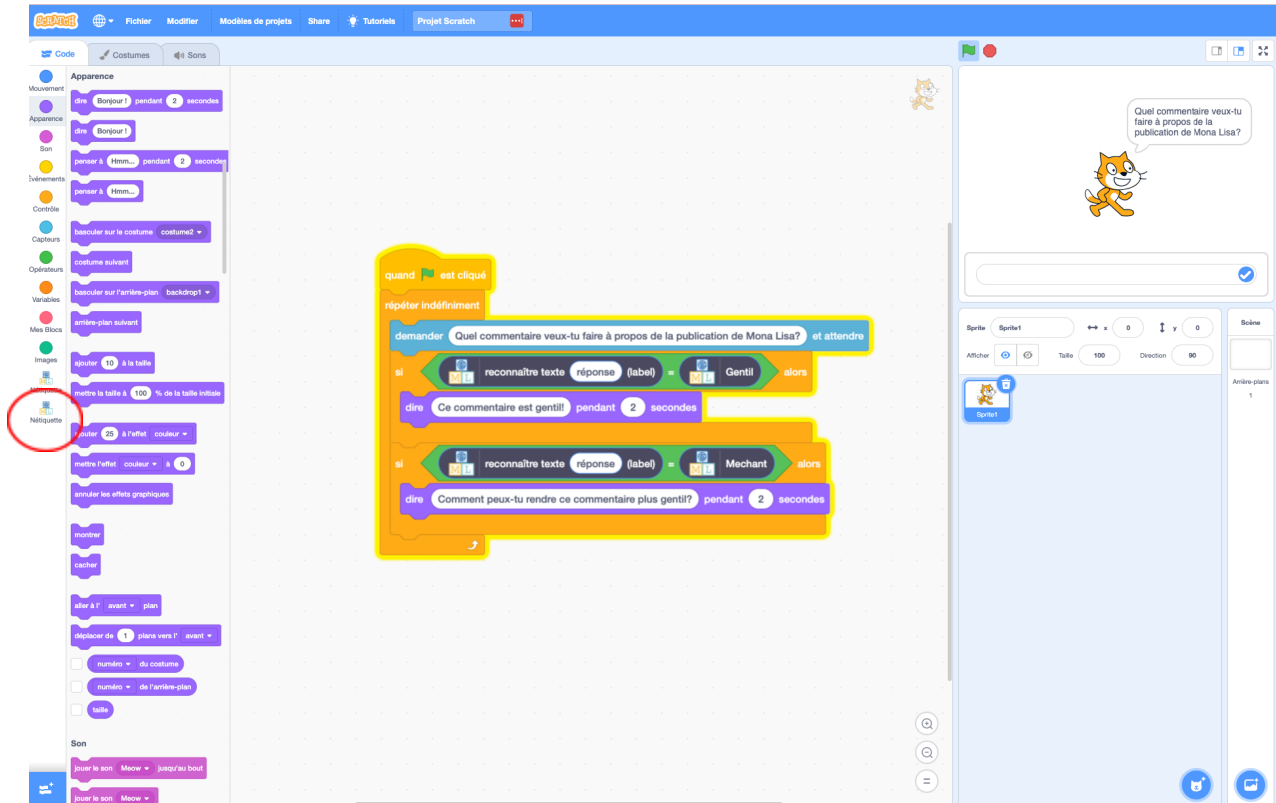 SCRATCH Fichier Modifier Modèles de projets Share Tutoriels Projet Scratch
Code Costumes Sons
Mouvement
Apparence
Son
Événements
Contrôle
Capteurs
Opérateurs
Variables
Mes Blocs
Images
Nétiquette
Nétiquette
Apparence
dire Bonjour ! pendant 2 secondes
dire Bonjour !
penser à Hmm... pendant 2 secondes
penser à Hmm...
basculer sur le costume costume2
costume suivant
basculer sur l'arrière-plan backdrop1
arrière-plan suivant
ajouter 10 à la taille
mettre la taille à 100 % de la taille initiale
ajouter 25 à l'effet couleur
mettre l'effet couleur à 0
annuler les effets graphiques
montrer
cacher
aller à l' avant plan
déplacer de 1 plans vers l' avant
numéro du costume
numéro de l'arrière-plan
taille
Son
jouer le son Meow jusqu'au bout
jouer le son Meow
quand est cliqué
répéter indéfiniment
demander Quel commentaire veux-tu faire à propos de la publication de Mona Lisa? et attendre
si ML reconnaître texte réponse (label) = ML Gentil alors
dire Ce commentaire est gentil! pendant 2 secondes
si ML reconnaître texte réponse (label) = ML Mechant alors
dire Comment peux-tu rendre ce commentaire plus gentil? pendant 2 secondes
Quel commentaire veux-tu
faire à propos de la
publication de Mona Lisa?
Sprite Sprite1 x 0 y 0
Afficher Taille 100 Direction 90
Sprite1
Scène
Arrière-plans
1